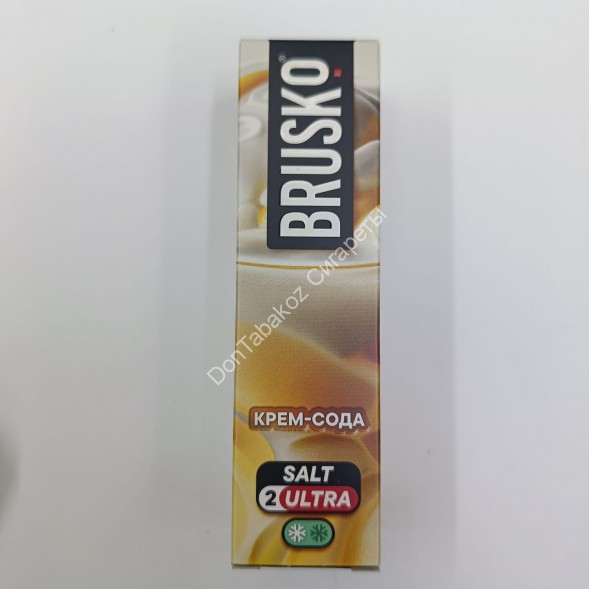 BRUSKO®
DonTabakoz Сигареты
КРЕМ-СОДА
SALT
2 ULTRA